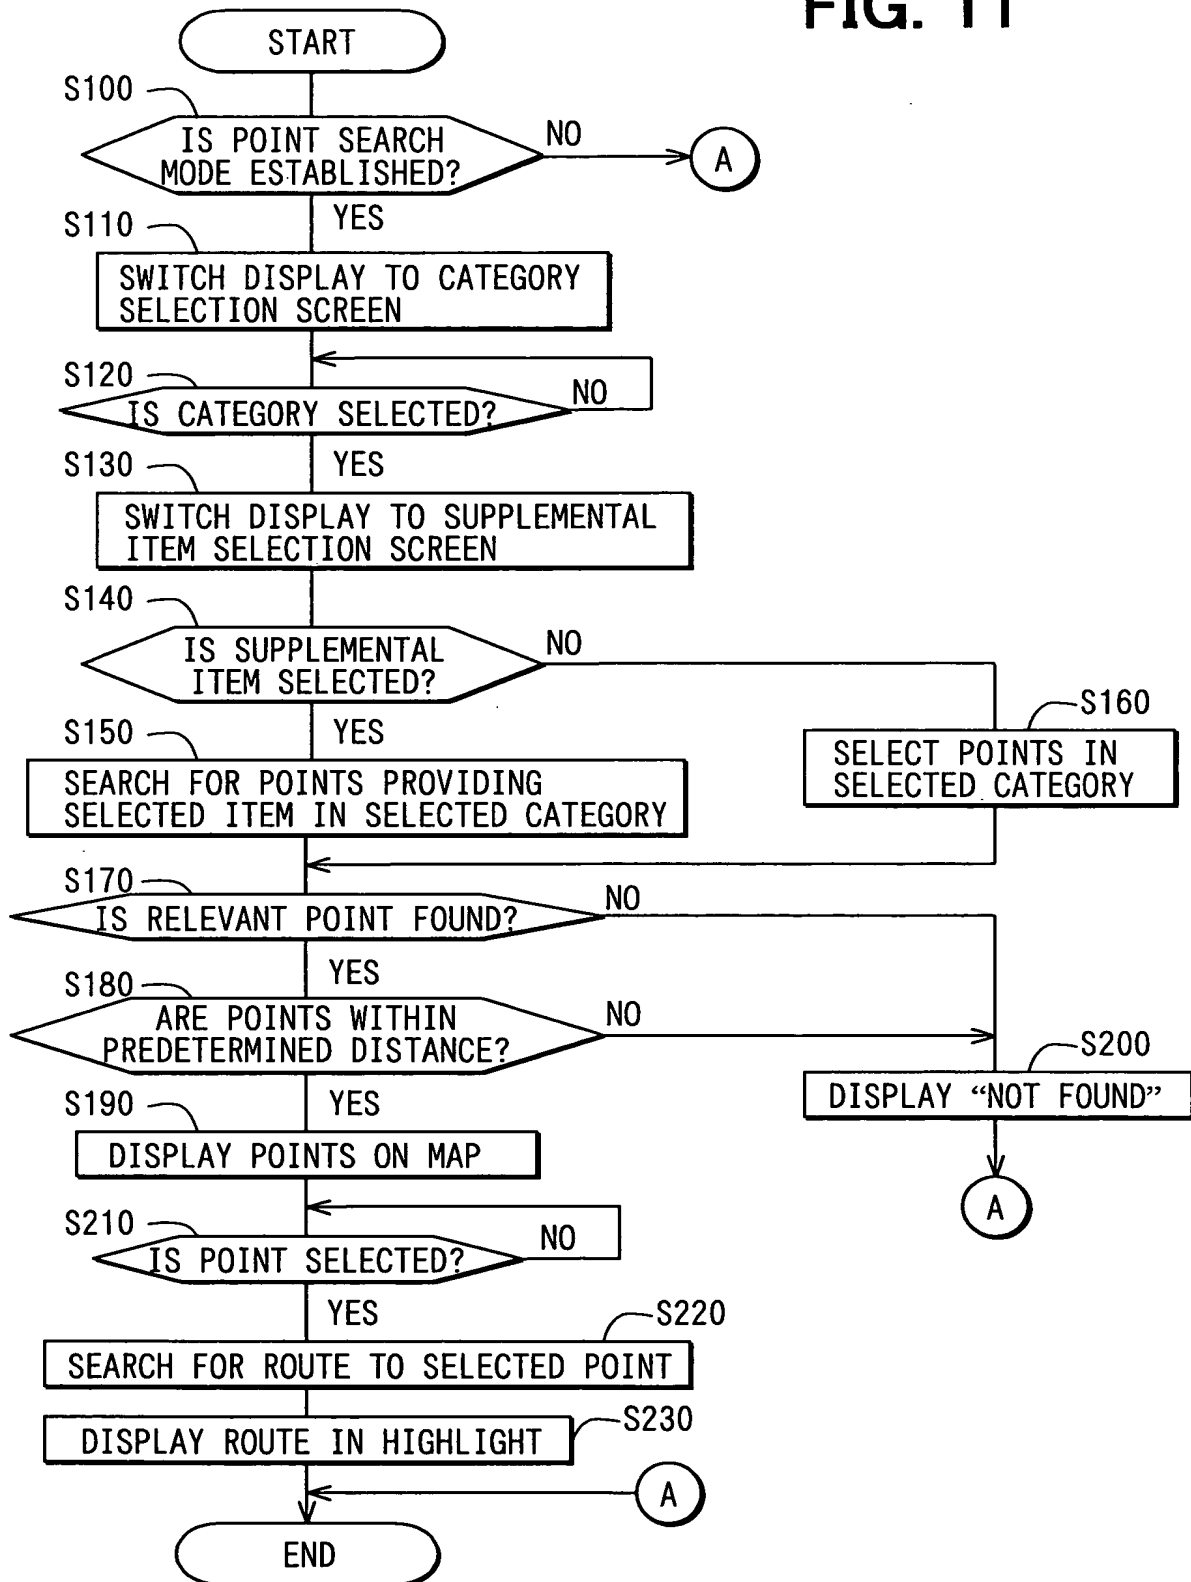 FIG. 11
START
S100
IS POINT SEARCH
MODE ESTABLISHED?
NO
A
YES
S110
SWITCH DISPLAY TO CATEGORY
SELECTION SCREEN
S120
IS CATEGORY SELECTED?
NO
YES
S130
SWITCH DISPLAY TO SUPPLEMENTAL
ITEM SELECTION SCREEN
S140
IS SUPPLEMENTAL
ITEM SELECTED?
NO
YES
S160
SELECT POINTS IN
SELECTED CATEGORY
S150
SEARCH FOR POINTS PROVIDING
SELECTED ITEM IN SELECTED CATEGORY
S170
IS RELEVANT POINT FOUND?
NO
YES
S180
ARE POINTS WITHIN
PREDETERMINED DISTANCE?
NO
YES
S200
DISPLAY “NOT FOUND”
A
S190
DISPLAY POINTS ON MAP
S210
IS POINT SELECTED?
NO
YES
S220
SEARCH FOR ROUTE TO SELECTED POINT
S230
DISPLAY ROUTE IN HIGHLIGHT
A
END